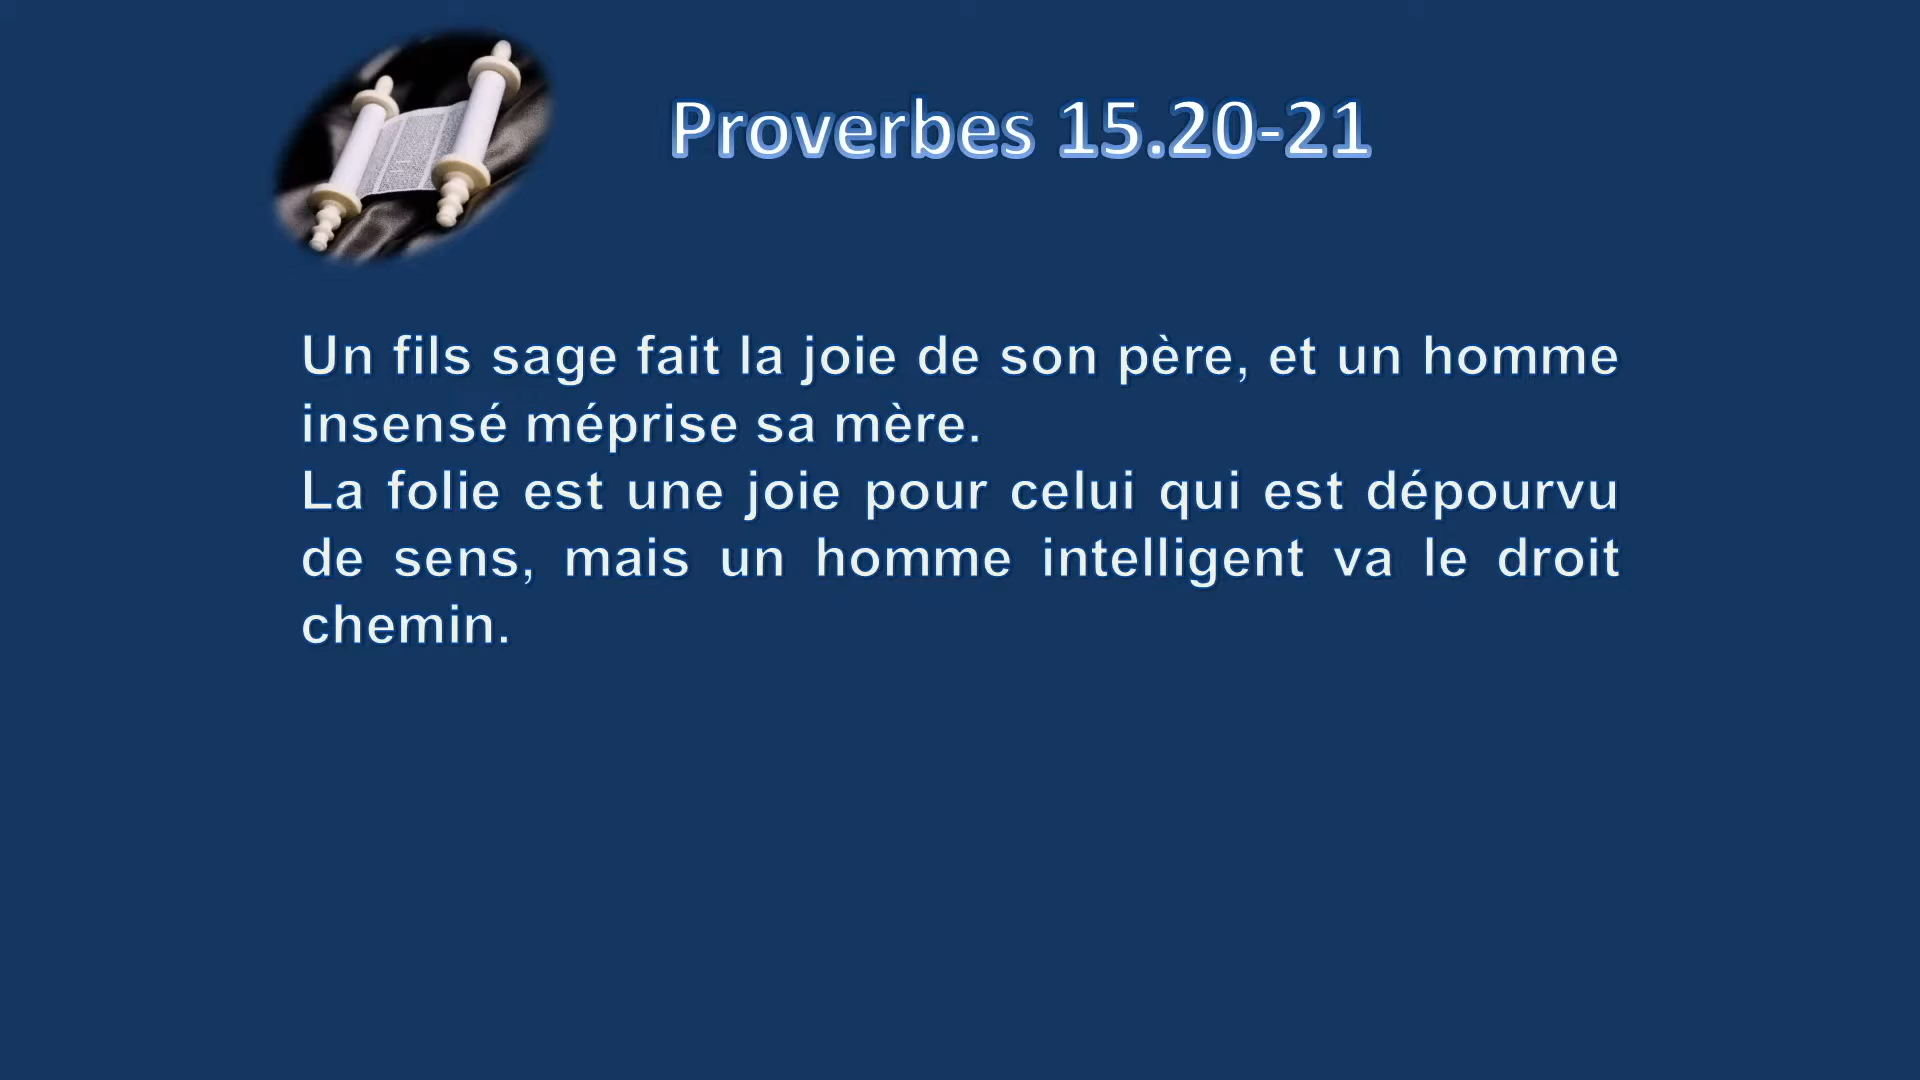 Proverbes 15.20-21
Un fils sage fait la joie de son père, et un homme
insensé méprise sa mère.
La folie est une joie pour celui qui est dépourvu
de sens, mais un homme intelligent va le droit
chemin.